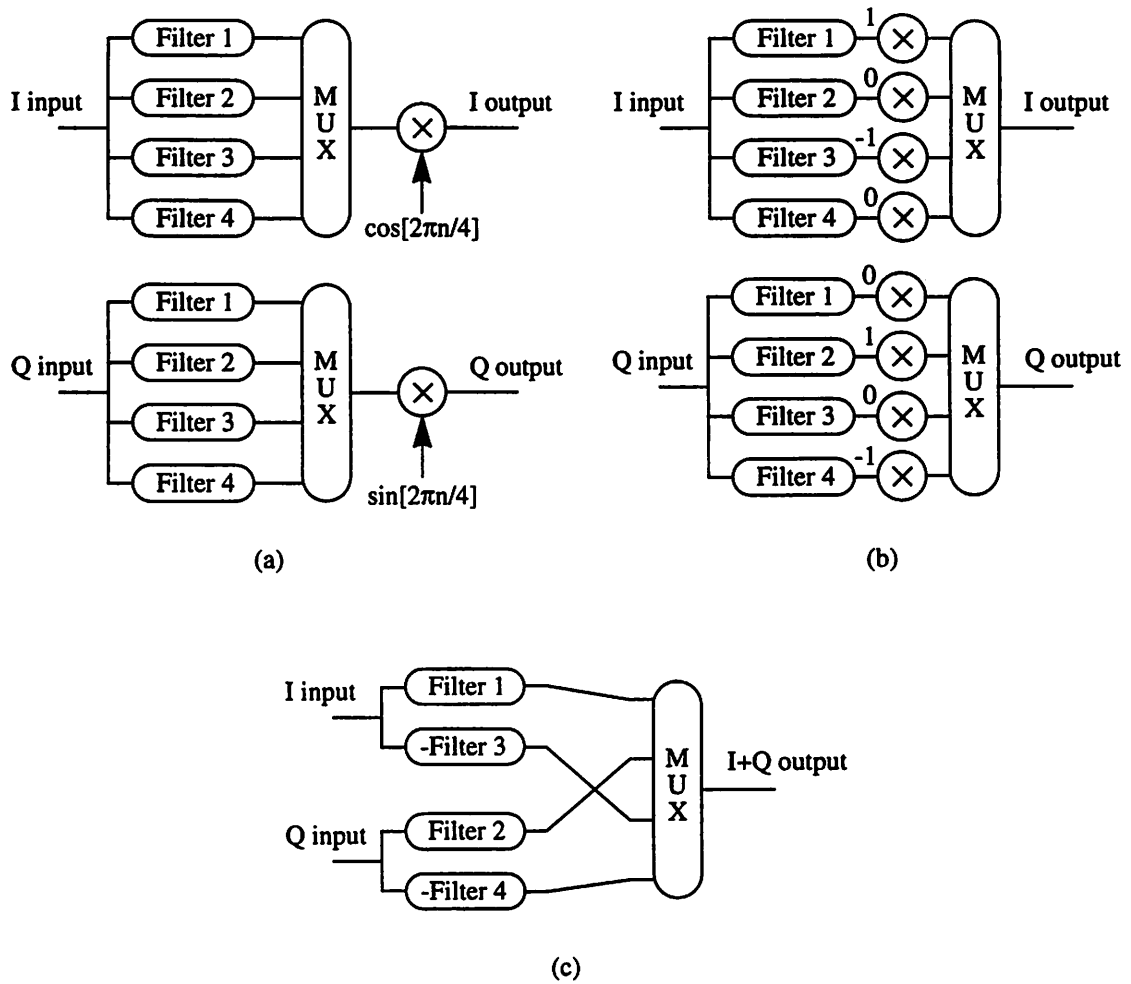 Filter 1
Filter 2
Filter 3
Filter 4
I input
M
U
X
I output
cos[2πn/4]
Filter 1
Filter 2
Filter 3
Filter 4
Q input
M
U
X
Q output
sin[2πn/4]
(a)
Filter 1
1
Filter 2
0
Filter 3
-1
Filter 4
0
I input
M
U
X
I output
Filter 1
0
Filter 2
1
Filter 3
0
Filter 4
-1
Q input
M
U
X
Q output
(b)
I input
Filter 1
-Filter 3
Q input
Filter 2
-Filter 4
M
U
X
I+Q output
(c)